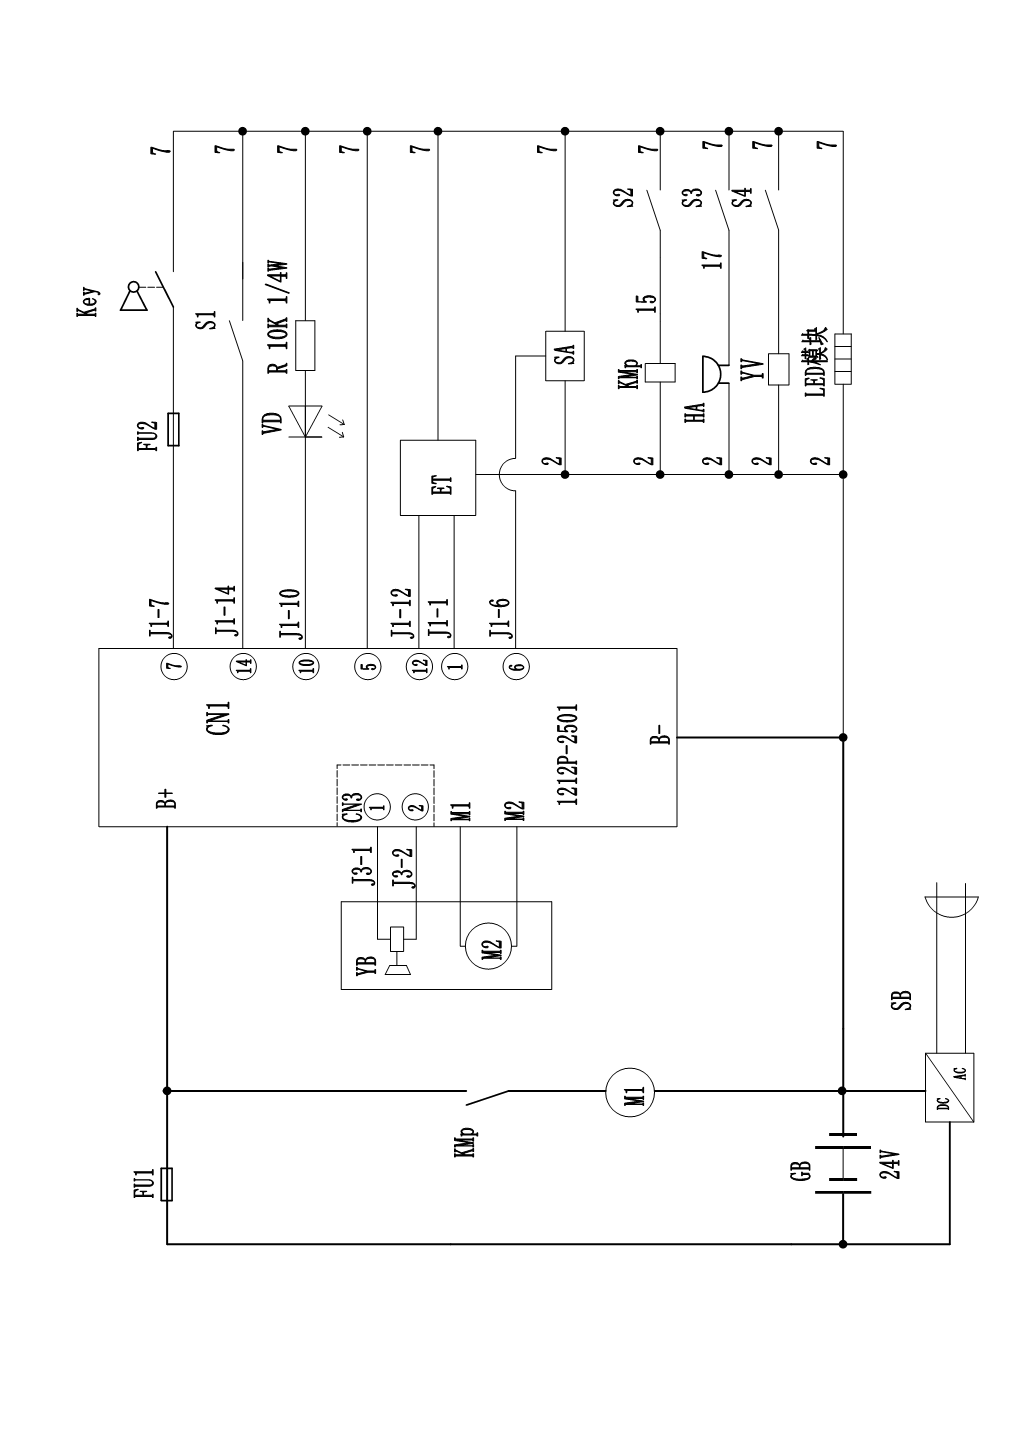 Key
7
7
7
7
7
7
7
7
7
7
S1
R 10K 1/4W
VD
FU2
S2
S3
S4
17
15
KMp
HA
YV
LED模块
SA
ET
2
2
2
2
2
J1-7
J1-14
J1-10
J1-12
J1-1
J1-6
7
14
10
5
12
1
6
CN1
B+
B-
1212P-2501
CN3
1
2
M1
M2
J3-1
J3-2
YB
M2
SB
FU1
KMp
M1
GB
24V
DC
AC